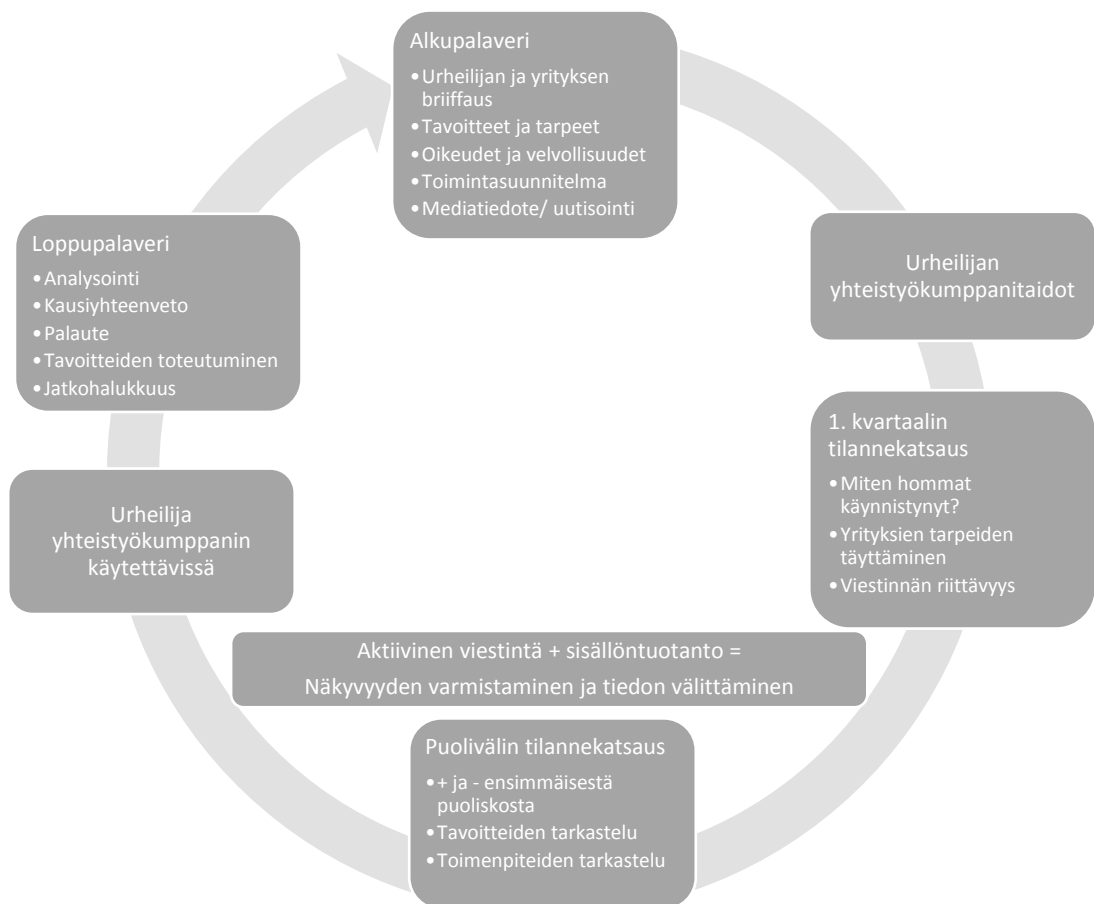 Alkupalaveri
•Urheilijan ja yrityksen
briiffaus
•Tavoitteet ja tarpeet
•Oikeudet ja velvollisuudet
•Toimintasuunnitelma
•Mediatiedote/ uutisointi
Urheilijan
yhteistyökumppanitaidot
1. kvartaalin
tilannekatsaus
•Miten hommat
käynnistynyt?
•Yrityksien tarpeiden
täyttäminen
•Viestinnän riittävyys
Aktiivinen viestintä + sisällöntuotanto =
Näkyvyyden varmistaminen ja tiedon välittäminen
Puolivälin tilannekatsaus
•+ ja - ensimmäisestä
puoliskosta
•Tavoitteiden tarkastelu
•Toimenpiteiden tarkastelu
Urheilija
yhteistyökumppanin
käytettävissä
Loppupalaveri
•Analysointi
•Kausiyhteenveto
•Palaute
•Tavoitteiden toteutuminen
•Jatkohalukkuus